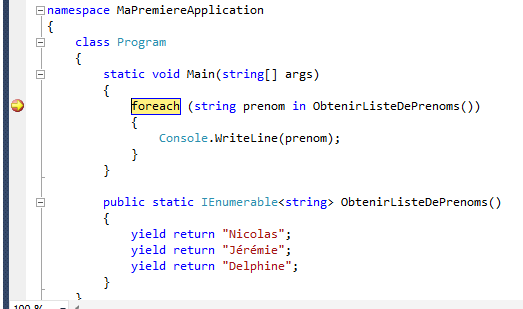 namespace MaPremiereApplication
{
class Program
{
static void Main(string[] args)
{
foreach (string prenom in ObtenirListeDePrenoms())
{
Console.WriteLine(prenom);
}
}
public static IEnumerable<string> ObtenirListeDePrenoms()
{
yield return "Nicolas";
yield return "Jérémie";
yield return "Delphine";
}
}